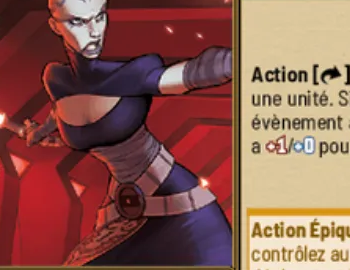 Action [↷]
une unité. S
évènement a
a +1/+0 pou
Action Épiqu
contrôlez au